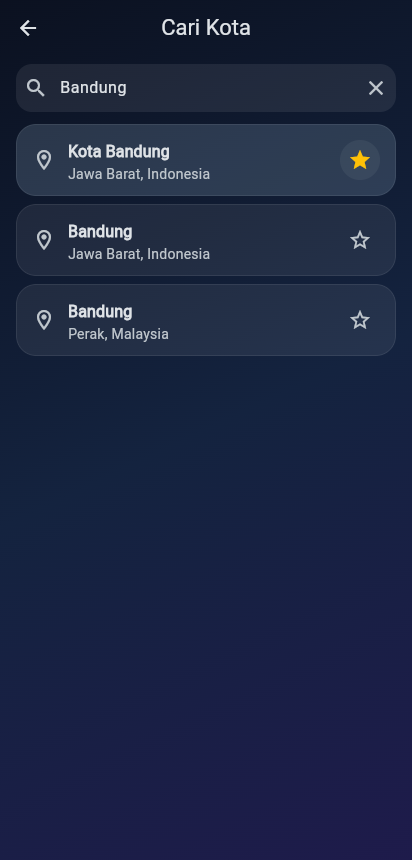 Cari Kota
Bandung
Kota Bandung
Jawa Barat, Indonesia
Bandung
Jawa Barat, Indonesia
Bandung
Perak, Malaysia